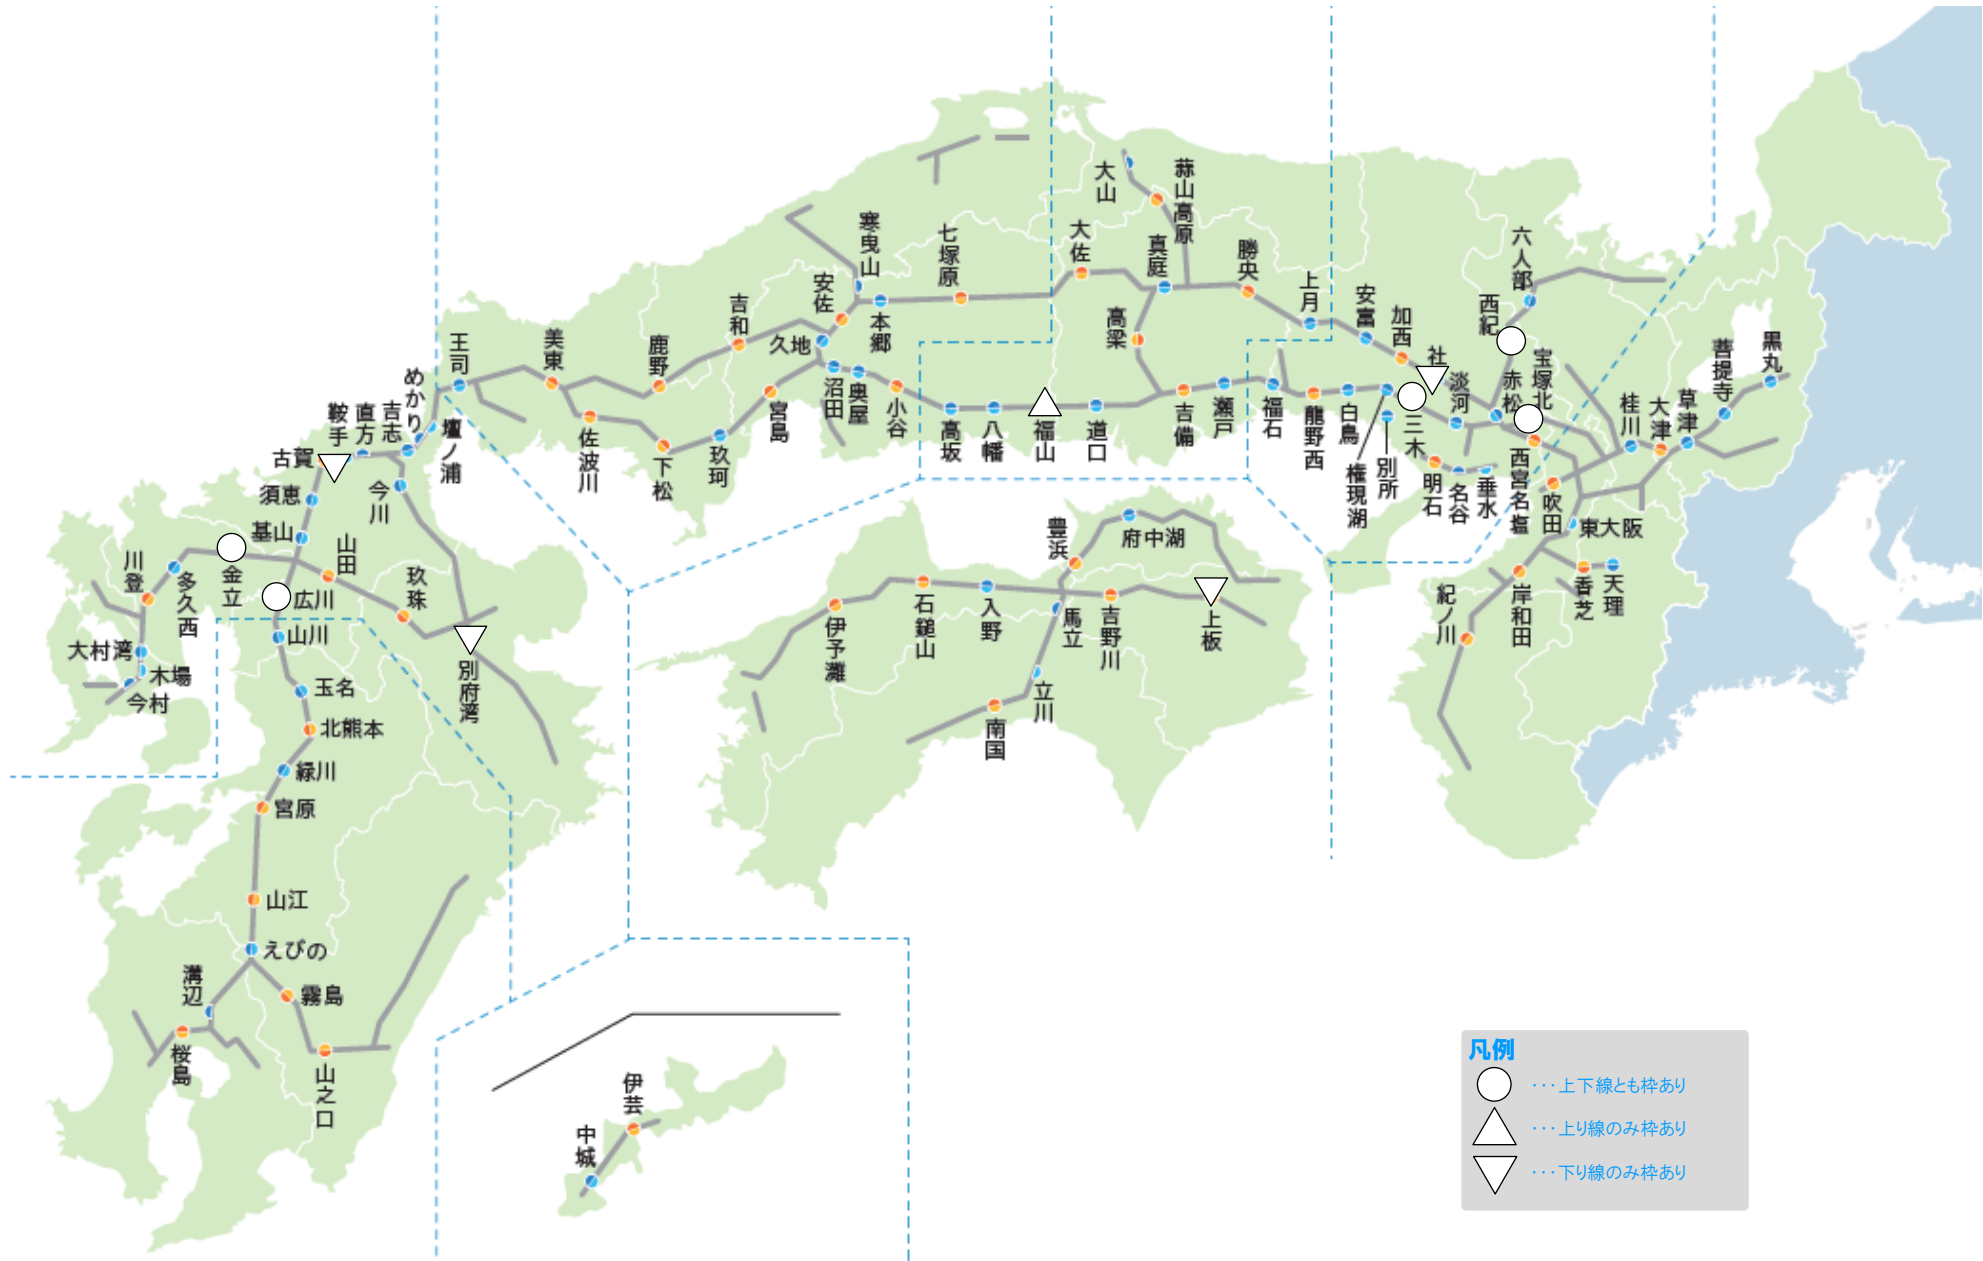 大山
蒜山高原
寒曳山
七塚原
大佐
真庭
勝央
上月
六人部
安佐
本郷
吉和
久地
高梁
安富
加西
西紀
社
宝塚北
赤松
淡河
菩提寺
黒丸
王司
美東
鹿野
沼田
奥屋
小谷
宮島
めかり
吉志
直方
鞍手
古賀
壇ノ浦
佐波川
下松
玖珂
高坂
八幡
福山
道口
吉備
瀬戸
福石
龍野西
白鳥
権現湖
別所
三木
明石
名谷
垂水
西宮名塩
吹田
桂川
大津
草津
東大阪
須恵
今川
基山
山田
川登
多久西
金立
広川
玖珠
山川
大村湾
木場
今村
玉名
別府湾
北熊本
緑川
宮原
山江
えびの
溝辺
霧島
桜島
山之口
豊浜
府中湖
伊予灘
石鎚山
入野
馬立
吉野川
上板
立川
南国
紀ノ川
岸和田
香芝
天理
伊芸
中城
凡例
･･･上下線とも枠あり
･･･上り線のみ枠あり
･･･下り線のみ枠あり